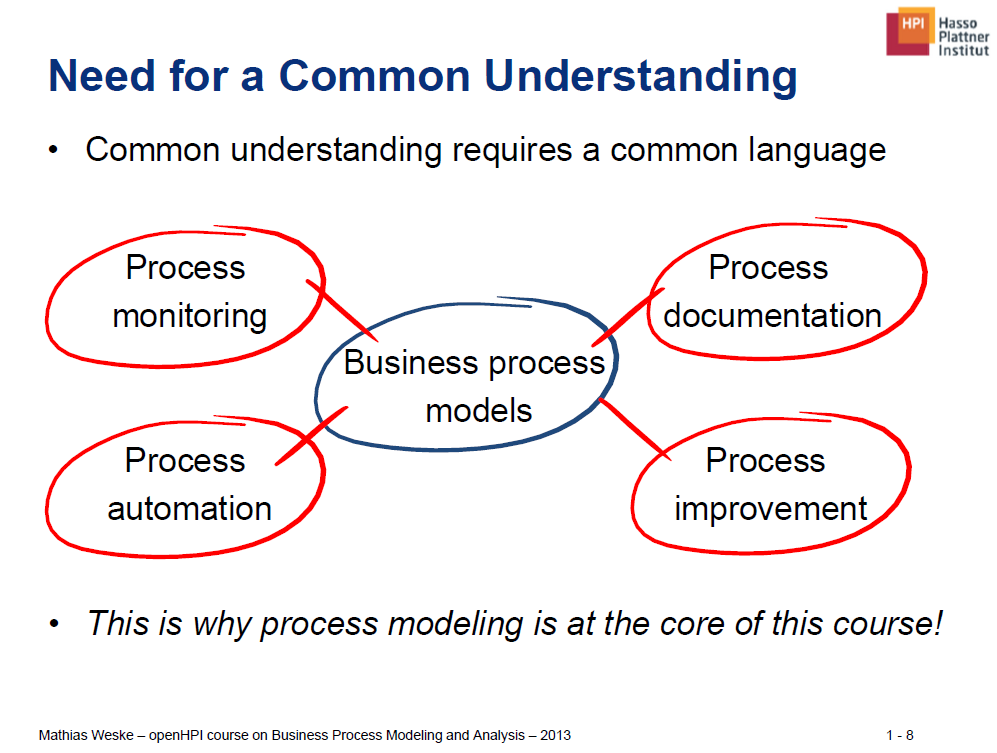 HPI Hasso
Plattner
Institut
Need for a Common Understanding
• Common understanding requires a common language
Process
monitoring
Process
documentation
Business process
models
Process
automation
Process
improvement
• This is why process modeling is at the core of this course!
Mathias Weske – openHPI course on Business Process Modeling and Analysis – 2013
1 - 8